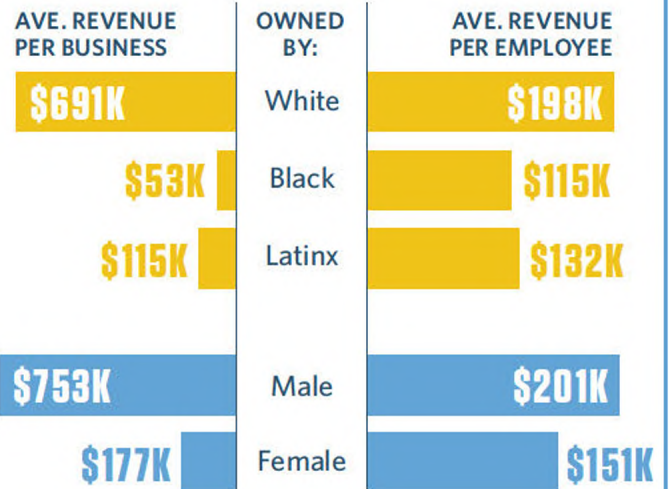 AVE. REVENUE
PER BUSINESS
OWNED
BY:
AVE. REVENUE
PER EMPLOYEE
$691K White $198K
$53K Black $115K
$115K Latinx $132K
$753K Male $201K
$177K Female $151K